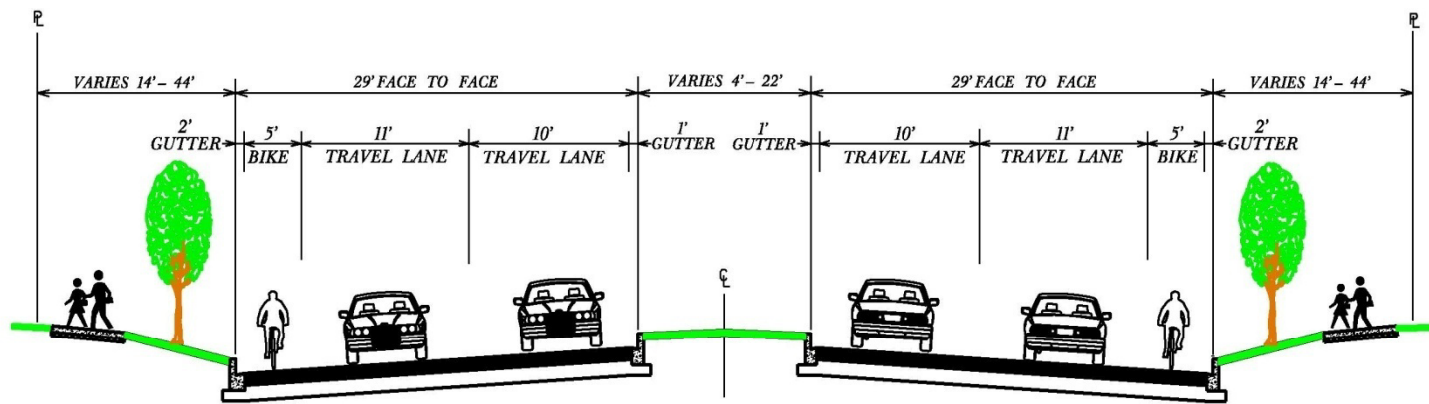 PL PL
VARIES 14'- 44' 29' FACE TO FACE VARIES 4'- 22' 29' FACE TO FACE VARIES 14'- 44'
2' 5' 11' 10' 1' 1' 10' 11' 5' 2'
GUTTER BIKE TRAVEL LANE TRAVEL LANE GUTTER GUTTER TRAVEL LANE TRAVEL LANE BIKE GUTTER
CL